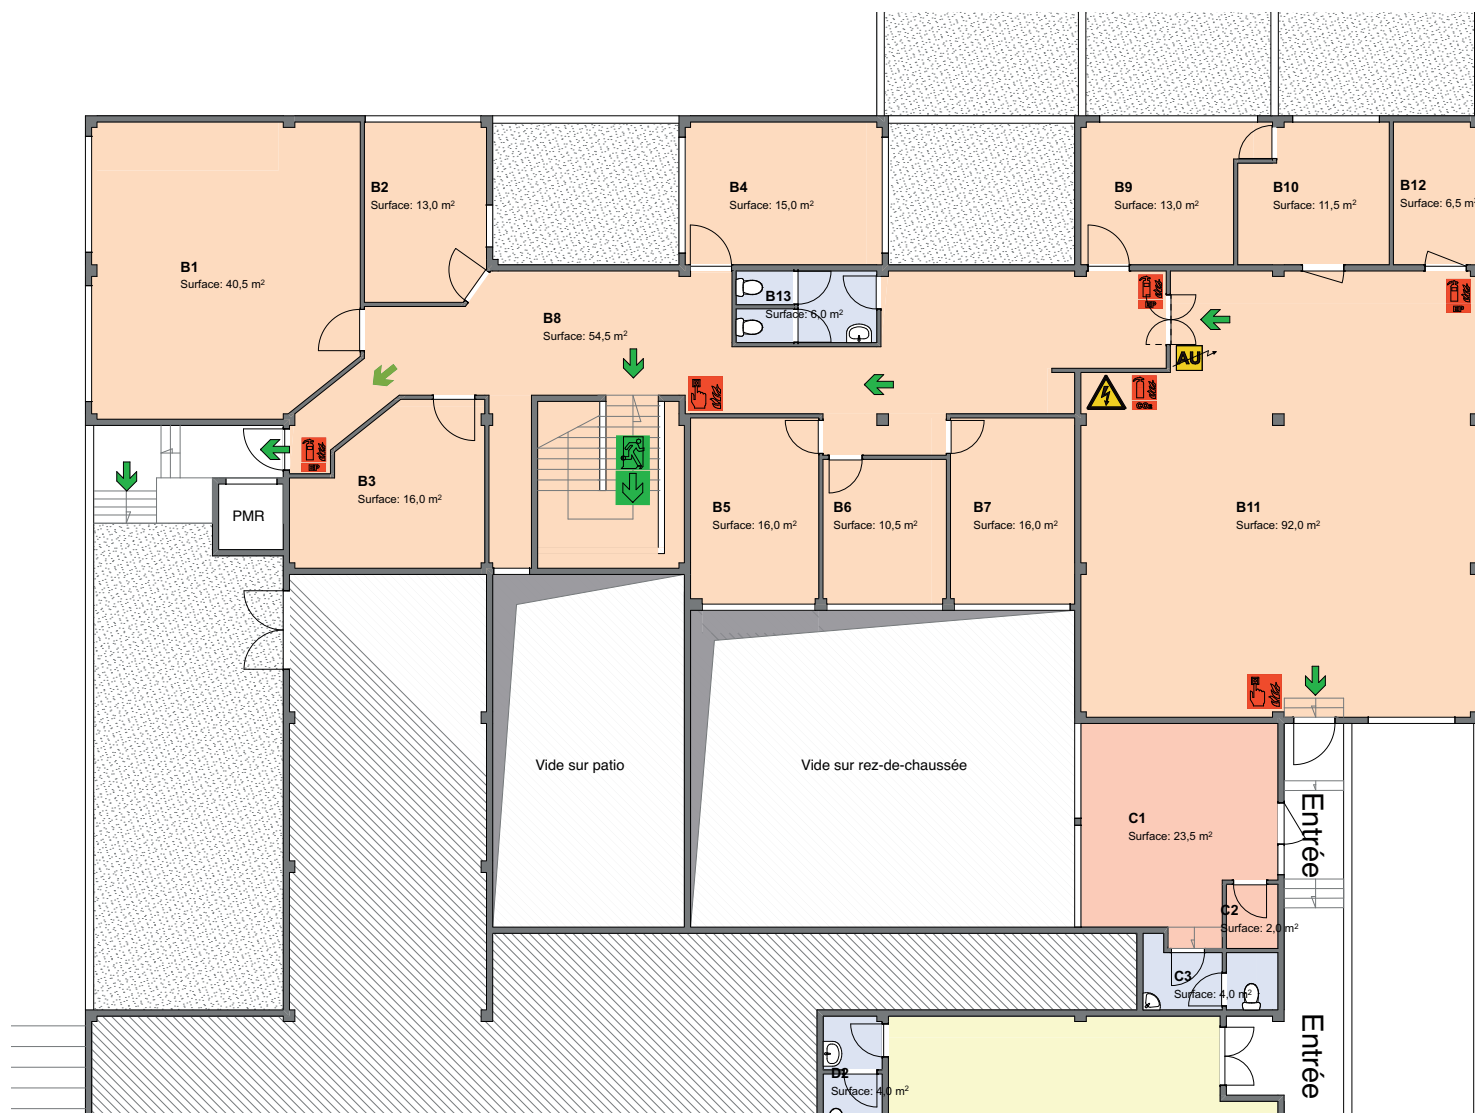 B1
Surface: 40,5 m²
B2
Surface: 13,0 m²
B4
Surface: 15,0 m²
B9
Surface: 13,0 m²
B10
Surface: 11,5 m²
B12
Surface: 6,5 m²
B13
Surface: 6,0 m²
B8
Surface: 54,5 m²
AU
B3
Surface: 16,0 m²
PMR
B5
Surface: 16,0 m²
B6
Surface: 10,5 m²
B7
Surface: 16,0 m²
B11
Surface: 92,0 m²
Vide sur patio
Vide sur rez-de-chaussée
C1
Surface: 23,5 m²
Entrée
C2
Surface: 2,0 m²
C3
Surface: 4,0 m²
Entrée
D2
Surface: 4,0 m²